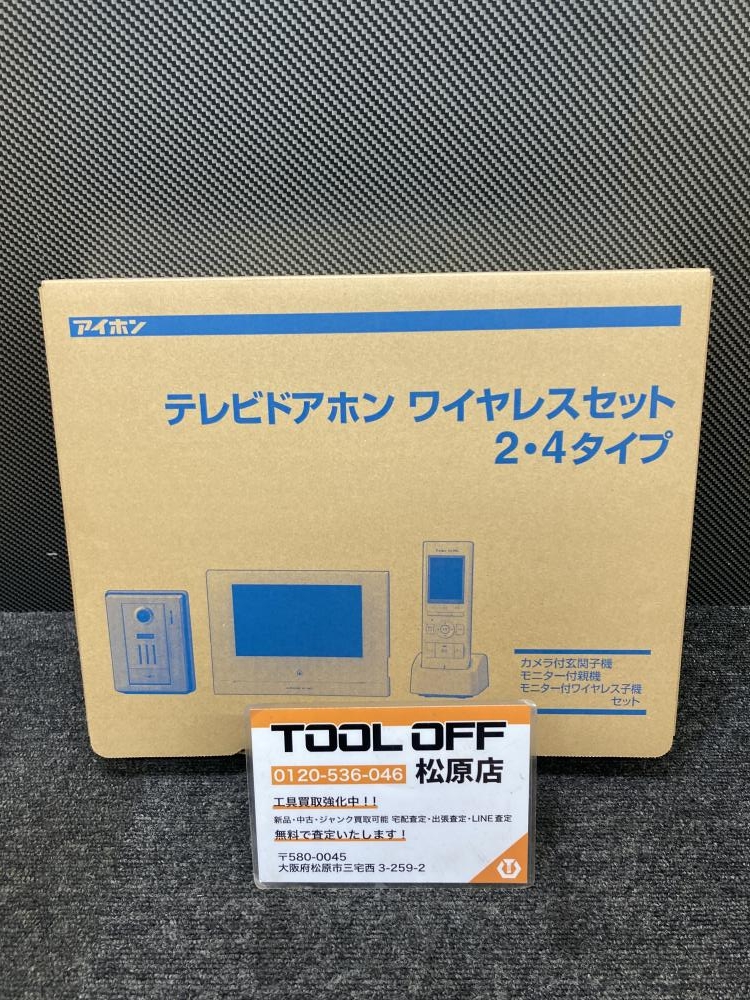 アイホン
テレビドアホン ワイヤレスセット
2・4タイプ
カメラ付玄関子機
モニター付親機
モニター付ワイヤレス子機
セット
TOOL OFF
0120-536-046 松原店
工具買取強化中!!
新品・中古・ジャンク買取可能 宅配査定・出張査定・LINE査定
無料で査定いたします!
〒580-0045
大阪府松原市三宅西 3-259-2